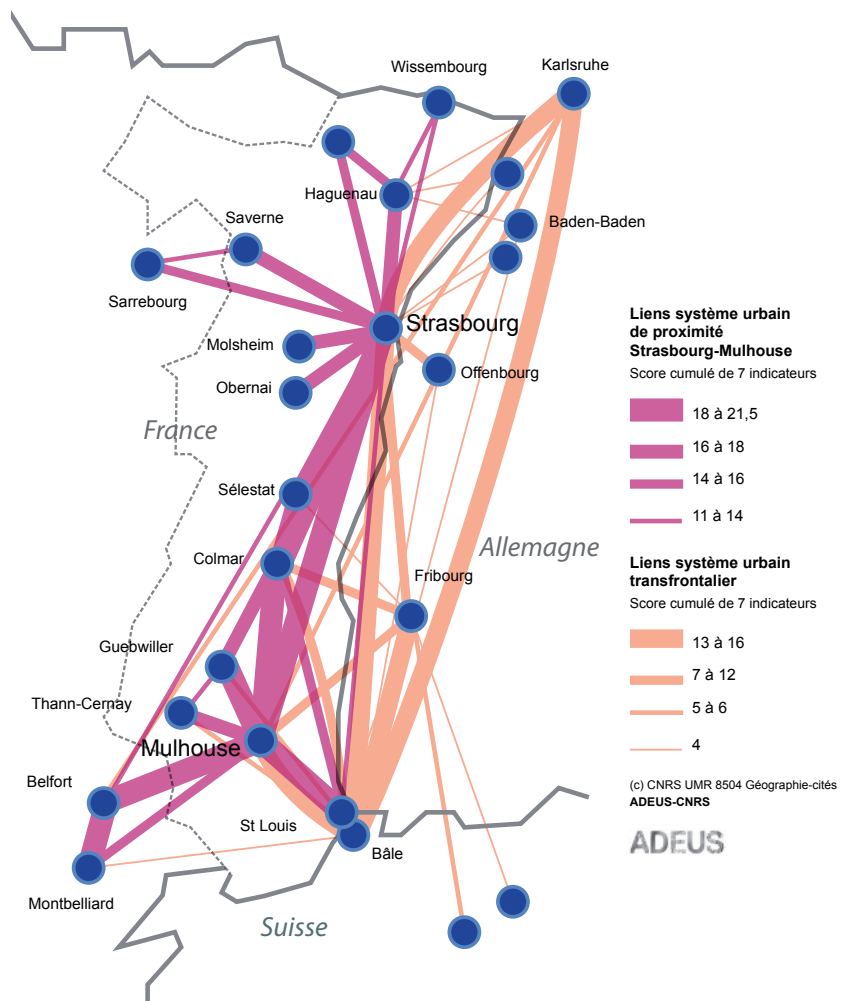 Wissembourg
Karlsruhe
Haguenau
Saverne
Baden-Baden
Sarrebourg
Strasbourg
Molsheim
Offenbourg
Obernai
France
Sélestat
Allemagne
Colmar
Fribourg
Guebwiller
Thann-Cernay
Mulhouse
Belfort
St Louis
Bâle
Montbelliard
Suisse
Liens système urbain
de proximité
Strasbourg-Mulhouse
Score cumulé de 7 indicateurs
18 à 21,5
16 à 18
14 à 16
11 à 14
Liens système urbain
transfrontalier
Score cumulé de 7 indicateurs
13 à 16
7 à 12
5 à 6
4
(c) CNRS UMR 8504 Géographie-cités
ADEUS-CNRS
ADEUS